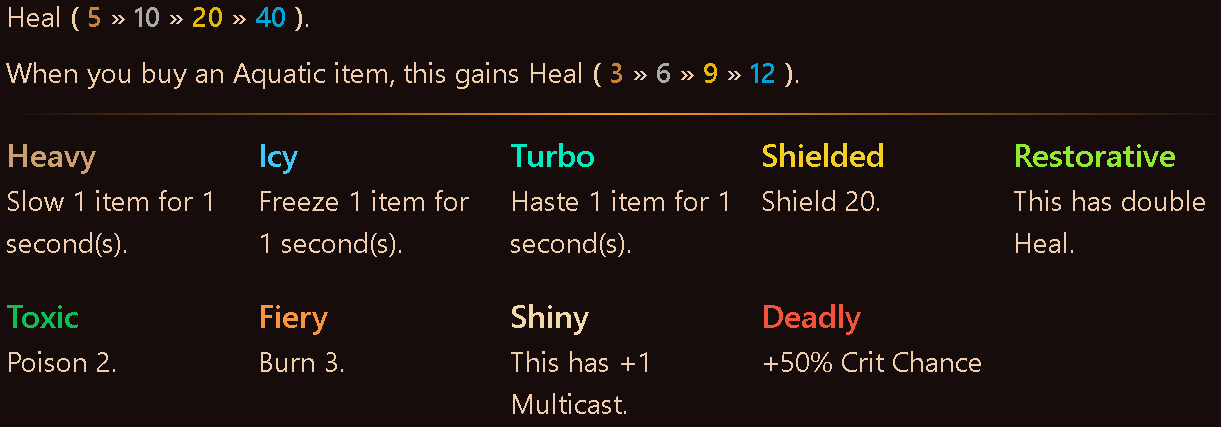 Heal ( 5 » 10 » 20 » 40 ).
When you buy an Aquatic item, this gains Heal ( 3 » 6 » 9 » 12 ).
Heavy
Slow 1 item for 1
second(s).
Icy
Freeze 1 item for
1 second(s).
Turbo
Haste 1 item for 1
second(s).
Shielded
Shield 20.
Restorative
This has double
Heal.
Toxic
Poison 2.
Fiery
Burn 3.
Shiny
This has +1
Multicast.
Deadly
+50% Crit Chance